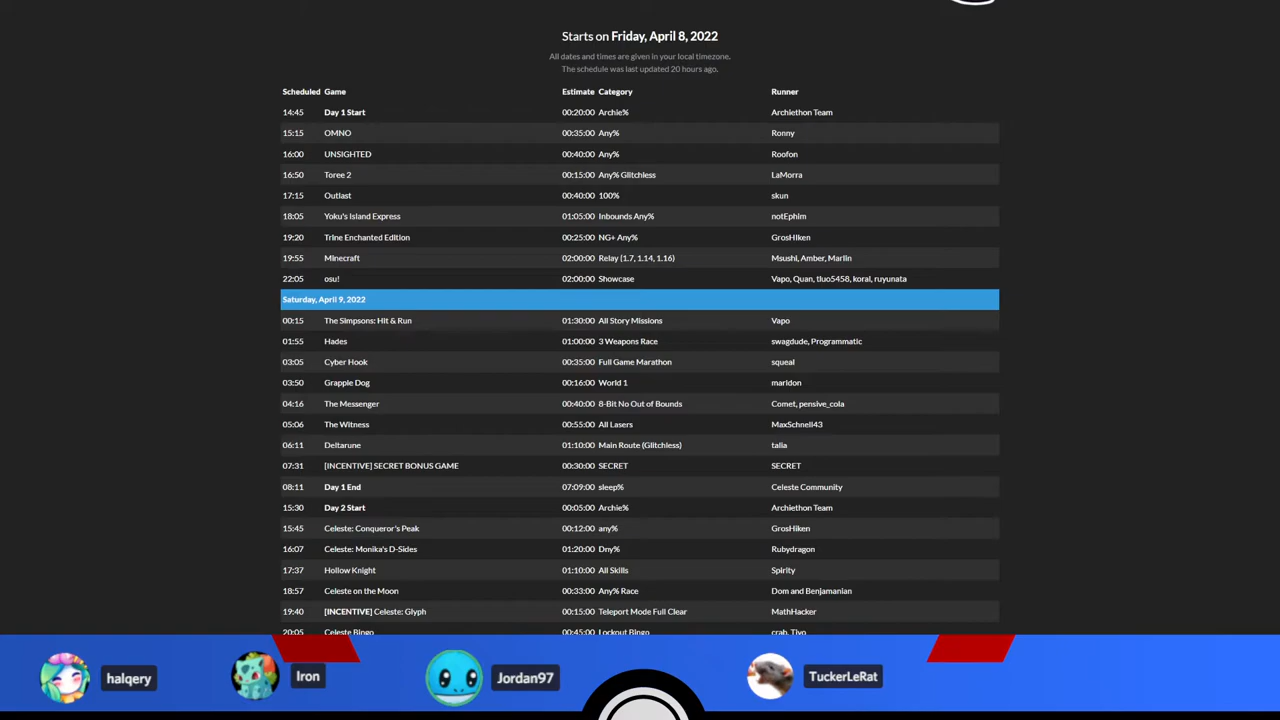 Starts on Friday, April 8, 2022
All dates and times are given in your local timezone.
The schedule was last updated 20 hours ago.
Scheduled Game Estimate Category Runner
14:45 Day 1 Start 00:20:00 Archie% Archiethon Team
15:15 OMNO 00:35:00 Any% Ronny
16:00 UNSIGHTED 00:40:00 Any% Roofon
16:50 Toree 2 00:15:00 Any% Glitchless LaMorra
17:15 Outlast 00:40:00 100% skun
18:05 Yoku's Island Express 01:05:00 Inbounds Any% notEphim
19:20 Trine Enchanted Edition 00:25:00 NG+ Any% GrosHiken
19:55 Minecraft 02:00:00 Relay (1.7, 1.14, 1.16) Msushi, Amber, Marlin
22:05 osu! 02:00:00 Showcase Vapo, Quan, tluo5458, koral, ruyunata
Saturday, April 9, 2022
00:15 The Simpsons: Hit & Run 01:30:00 All Story Missions Vapo
01:55 Hades 01:00:00 3 Weapons Race swagdude, Programmatic
03:05 Cyber Hook 00:35:00 Full Game Marathon squeal
03:50 Grapple Dog 00:16:00 World 1 maridon
04:16 The Messenger 00:40:00 8-Bit No Out of Bounds Comet, pensive_cola
05:06 The Witness 00:55:00 All Lasers MaxSchnell43
06:11 Deltarune 01:10:00 Main Route (Glitchless) talia
07:31 [INCENTIVE] SECRET BONUS GAME 00:30:00 SECRET SECRET
08:11 Day 1 End 07:09:00 sleep% Celeste Community
15:30 Day 2 Start 00:05:00 Archie% Archiethon Team
15:45 Celeste: Conqueror's Peak 00:12:00 any% GrosHiken
16:07 Celeste: Monika's D-Sides 01:20:00 Dny% Rubydragon
17:37 Hollow Knight 01:10:00 All Skills Spirity
18:57 Celeste on the Moon 00:33:00 Any% Race Dom and Benjamanian
19:40 [INCENTIVE] Celeste: Glyph 00:15:00 Teleport Mode Full Clear MathHacker
20:05 Celeste Bingo 00:45:00 Lockout Bingo crab, Tivo
halqery Iron Jordan97 TuckerLeRat